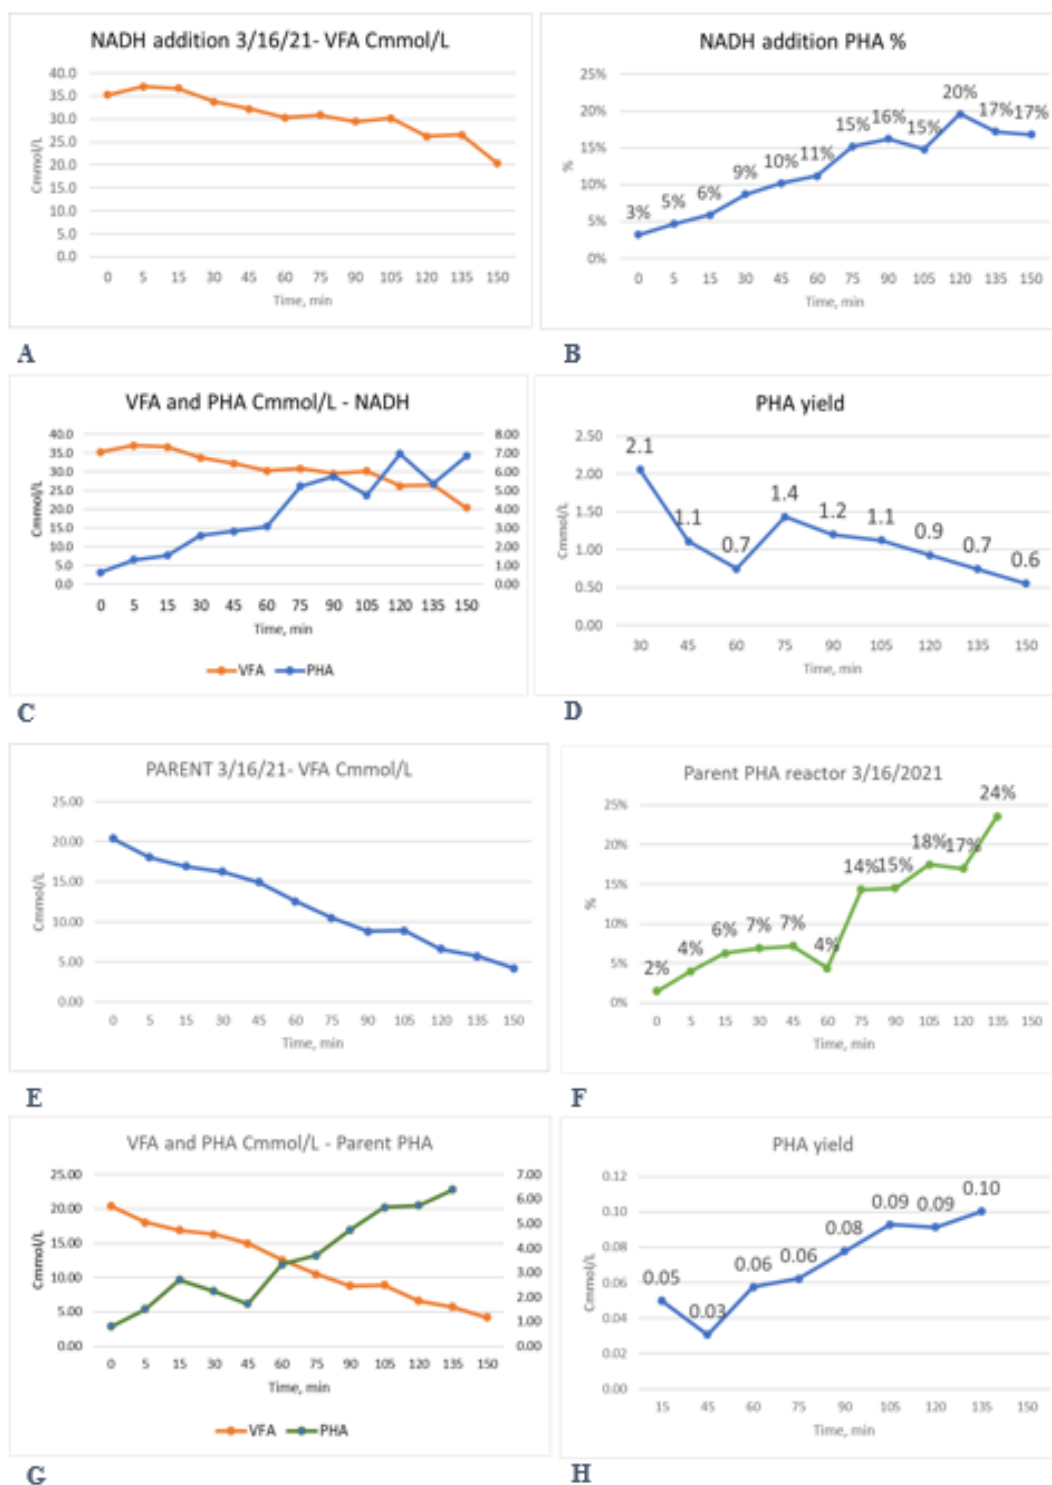 NADH addition 3/16/21- VFA Cmmol/L
40.0
35.0
30.0
25.0
20.0
15.0
10.0
5.0
0.0
Cmmol/L
0 5 15 30 45 60 75 90 105 120 135 150
Time, min
A
NADH addition PHA %
25%
20%
15%
10%
5%
0%
%
3% 5% 6% 9% 10% 11% 15% 16% 15% 20% 17% 17%
0 5 15 30 45 60 75 90 105 120 135 150
Time, min
B
VFA and PHA Cmmol/L - NADH
40.0
35.0
30.0
25.0
20.0
15.0
10.0
5.0
0.0
Cmmol/L
8.00
7.00
6.00
5.00
4.00
3.00
2.00
1.00
0.00
0 5 15 30 45 60 75 90 105 120 135 150
Time, min
VFA PHA
C
PHA yield
2.50
2.00
1.50
1.00
0.50
0.00
Cmmol/L
2.1 1.1 0.7 1.4 1.2 1.1 0.9 0.7 0.6
30 45 60 75 90 105 120 135 150
Time, min
D
PARENT 3/16/21- VFA Cmmol/L
25.00
20.00
15.00
10.00
5.00
0.00
Cmmol/L
0 5 15 30 45 60 75 90 105 120 135 150
Time, min
E
Parent PHA reactor 3/16/2021
25%
20%
15%
10%
5%
0%
%
2% 4% 6% 7% 7% 4% 14% 15% 18% 17% 24%
0 5 15 30 45 60 75 90 105 120 135 150
Time, min
F
VFA and PHA Cmmol/L - Parent PHA
25.00
20.00
15.00
10.00
5.00
0.00
Cmmol/L
7.00
6.00
5.00
4.00
3.00
2.00
1.00
0.00
0 5 15 30 45 60 75 90 105 120 135 150
Time, min
VFA PHA
G
PHA yield
0.12
0.10
0.08
0.06
0.04
0.02
0.00
Cmmol/L
0.05 0.03 0.06 0.06 0.08 0.09 0.09 0.10
15 45 60 75 90 105 120 135 150
Time, min
H